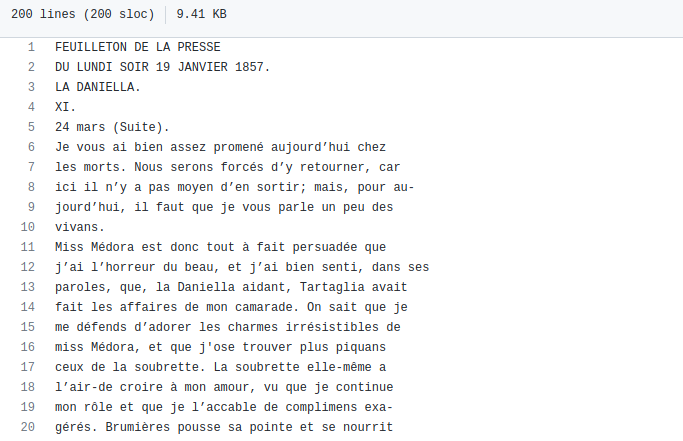 200 lines (200 sloc) 9.41 KB
1 FEUILLETON DE LA PRESSE
2 DU LUNDI SOIR 19 JANVIER 1857.
3 LA DANIELLA.
4 XI.
5 24 mars (Suite).
6 Je vous ai bien assez promené aujourd’hui chez
7 les morts. Nous serons forcés d’y retourner, car
8 ici il n’y a pas moyen d’en sortir; mais, pour au-
9 jourd’hui, il faut que je vous parle un peu des
10 vivans.
11 Miss Médora est donc tout à fait persuadée que
12 j’ai l’horreur du beau, et j’ai bien senti, dans ses
13 paroles, que, la Daniella aidant, Tartaglia avait
14 fait les affaires de mon camarade. On sait que je
15 me défends d’adorer les charmes irrésistibles de
16 miss Médora, et que j'ose trouver plus piquans
17 ceux de la soubrette. La soubrette elle-même a
18 l’air-de croire à mon amour, vu que je continue
19 mon rôle et que je l’accable de complimens exa-
20 gérés. Brumières pousse sa pointe et se nourrit